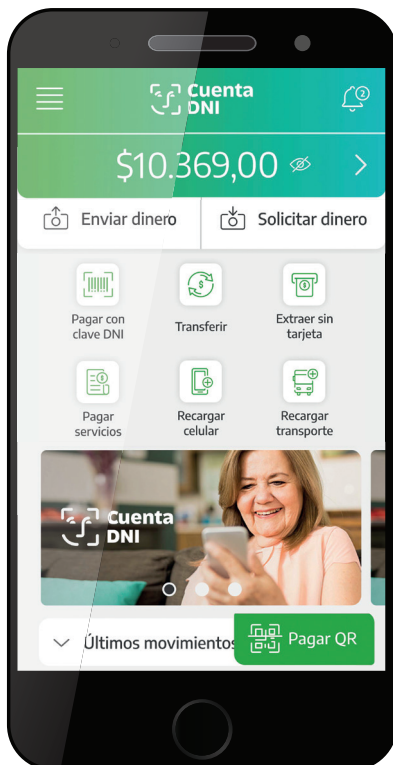 Cuenta
DNI
2
$10.369,00
Enviar dinero
Solicitar dinero
Pagar con
clave DNI
Transferir
Extraer sin
tarjeta
Pagar
servicios
Recargar
celular
Recargar
transporte
Cuenta
DNI
Últimos movimientos
Pagar QR